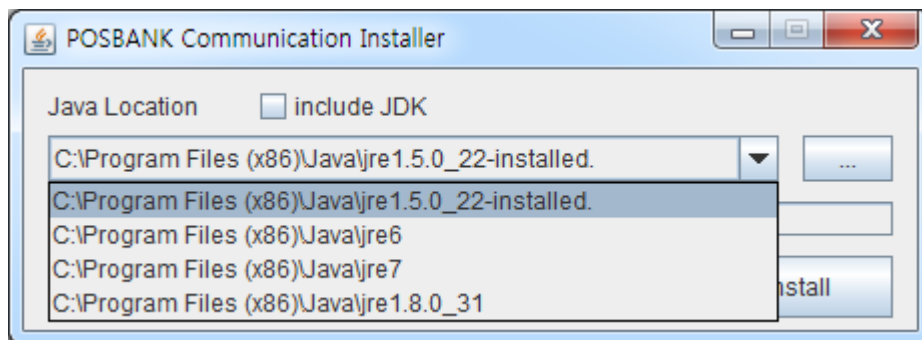 POSBANK Communication Installer
Java Location include JDK
C:\Program Files (x86)\Java\jre1.5.0_22-installed.
...
C:\Program Files (x86)\Java\jre1.5.0_22-installed.
C:\Program Files (x86)\Java\jre6
C:\Program Files (x86)\Java\jre7
C:\Program Files (x86)\Java\jre1.8.0_31